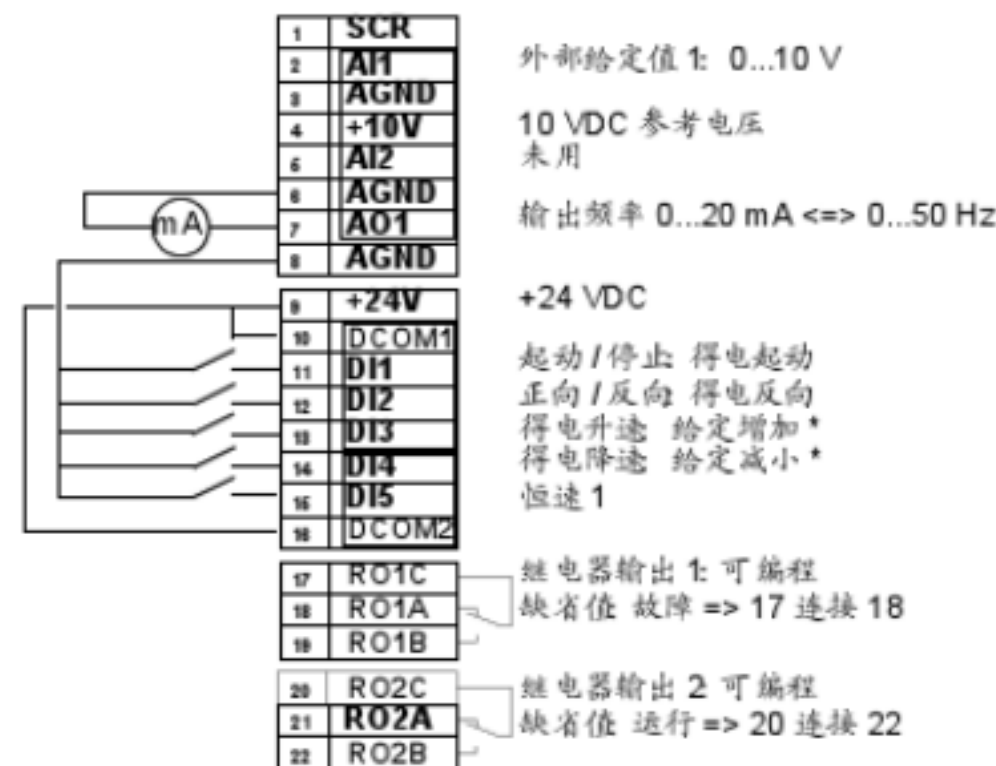 1 SCR
2 AI1 外部给定值 1: 0...10 V
3 AGND
4 +10V 10 VDC 参考电压
5 AI2 未用
6 AGND
7 AO1 输出频率 0...20 mA <=> 0...50 Hz
mA
8 AGND
9 +24V +24 VDC
10 DCOM1
11 DI1 起动 / 停止: 得电起动
12 DI2 正向 / 反向: 得电反向
13 DI3 得电升速: 给定增加 *
14 DI4 得电降速: 给定减小 *
15 DI5 恒速 1
16 DCOM2
17 RO1C 继电器输出 1: 可编程
18 RO1A 缺省值: 故障 => 17 连接 18
19 RO1B
20 RO2C 继电器输出 2: 可编程
21 RO2A 缺省值: 运行 => 20 连接 22
22 RO2B